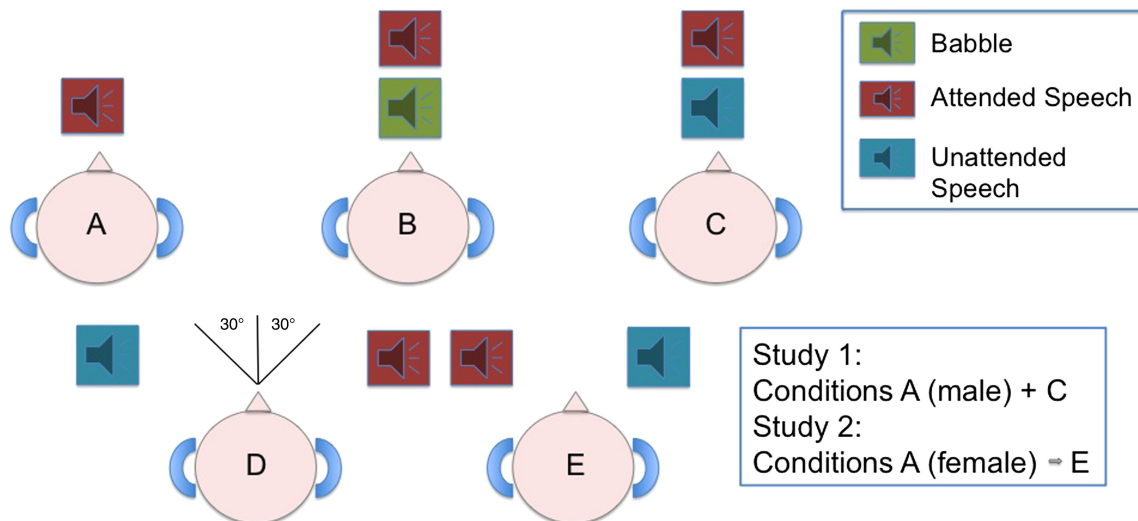 Babble
Attended Speech
Unattended
Speech
A
B
C
30° 30°
D
E
Study 1:
Conditions A (male) + C
Study 2:
Conditions A (female) ⇒ E